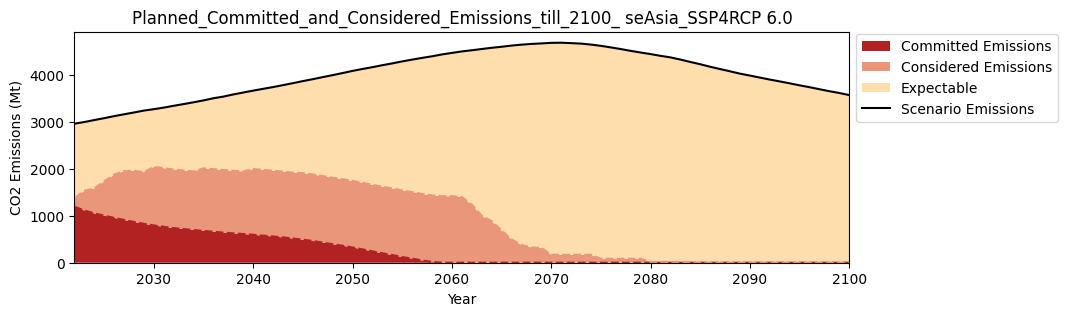 Planned_Committed_and_Considered_Emissions_till_2100_ seAsia_SSP4RCP 6.0
CO2 Emissions (Mt)
4000
3000
2000
1000
0
2030
2040
2050
2060
2070
2080
2090
2100
Year
Committed Emissions
Considered Emissions
Expectable
Scenario Emissions